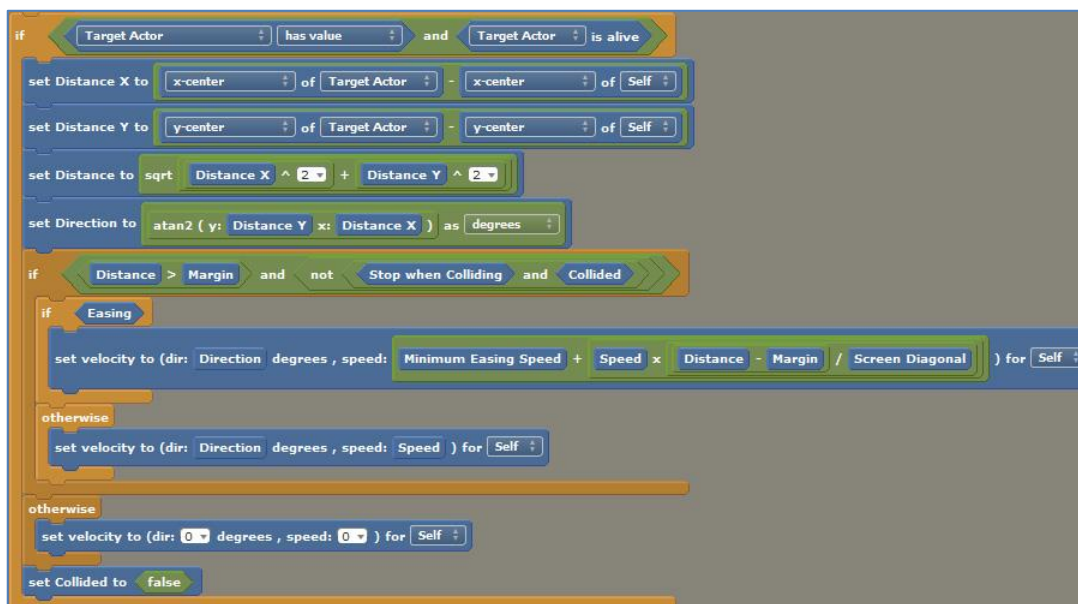 if Target Actor has value and Target Actor is alive
set Distance X to x-center of Target Actor - x-center of Self
set Distance Y to y-center of Target Actor - y-center of Self
set Distance to sqrt Distance X ^ 2 + Distance Y ^ 2
set Direction to atan2 ( y: Distance Y x: Distance X ) as degrees
if Distance > Margin and not Stop when Colliding and Collided
if Easing
set velocity to (dir: Direction degrees , speed: Minimum Easing Speed + Speed x Distance - Margin / Screen Diagonal ) for Self
otherwise
set velocity to (dir: Direction degrees , speed: Speed ) for Self
otherwise
set velocity to (dir: 0 degrees , speed: 0 ) for Self
set Collided to false